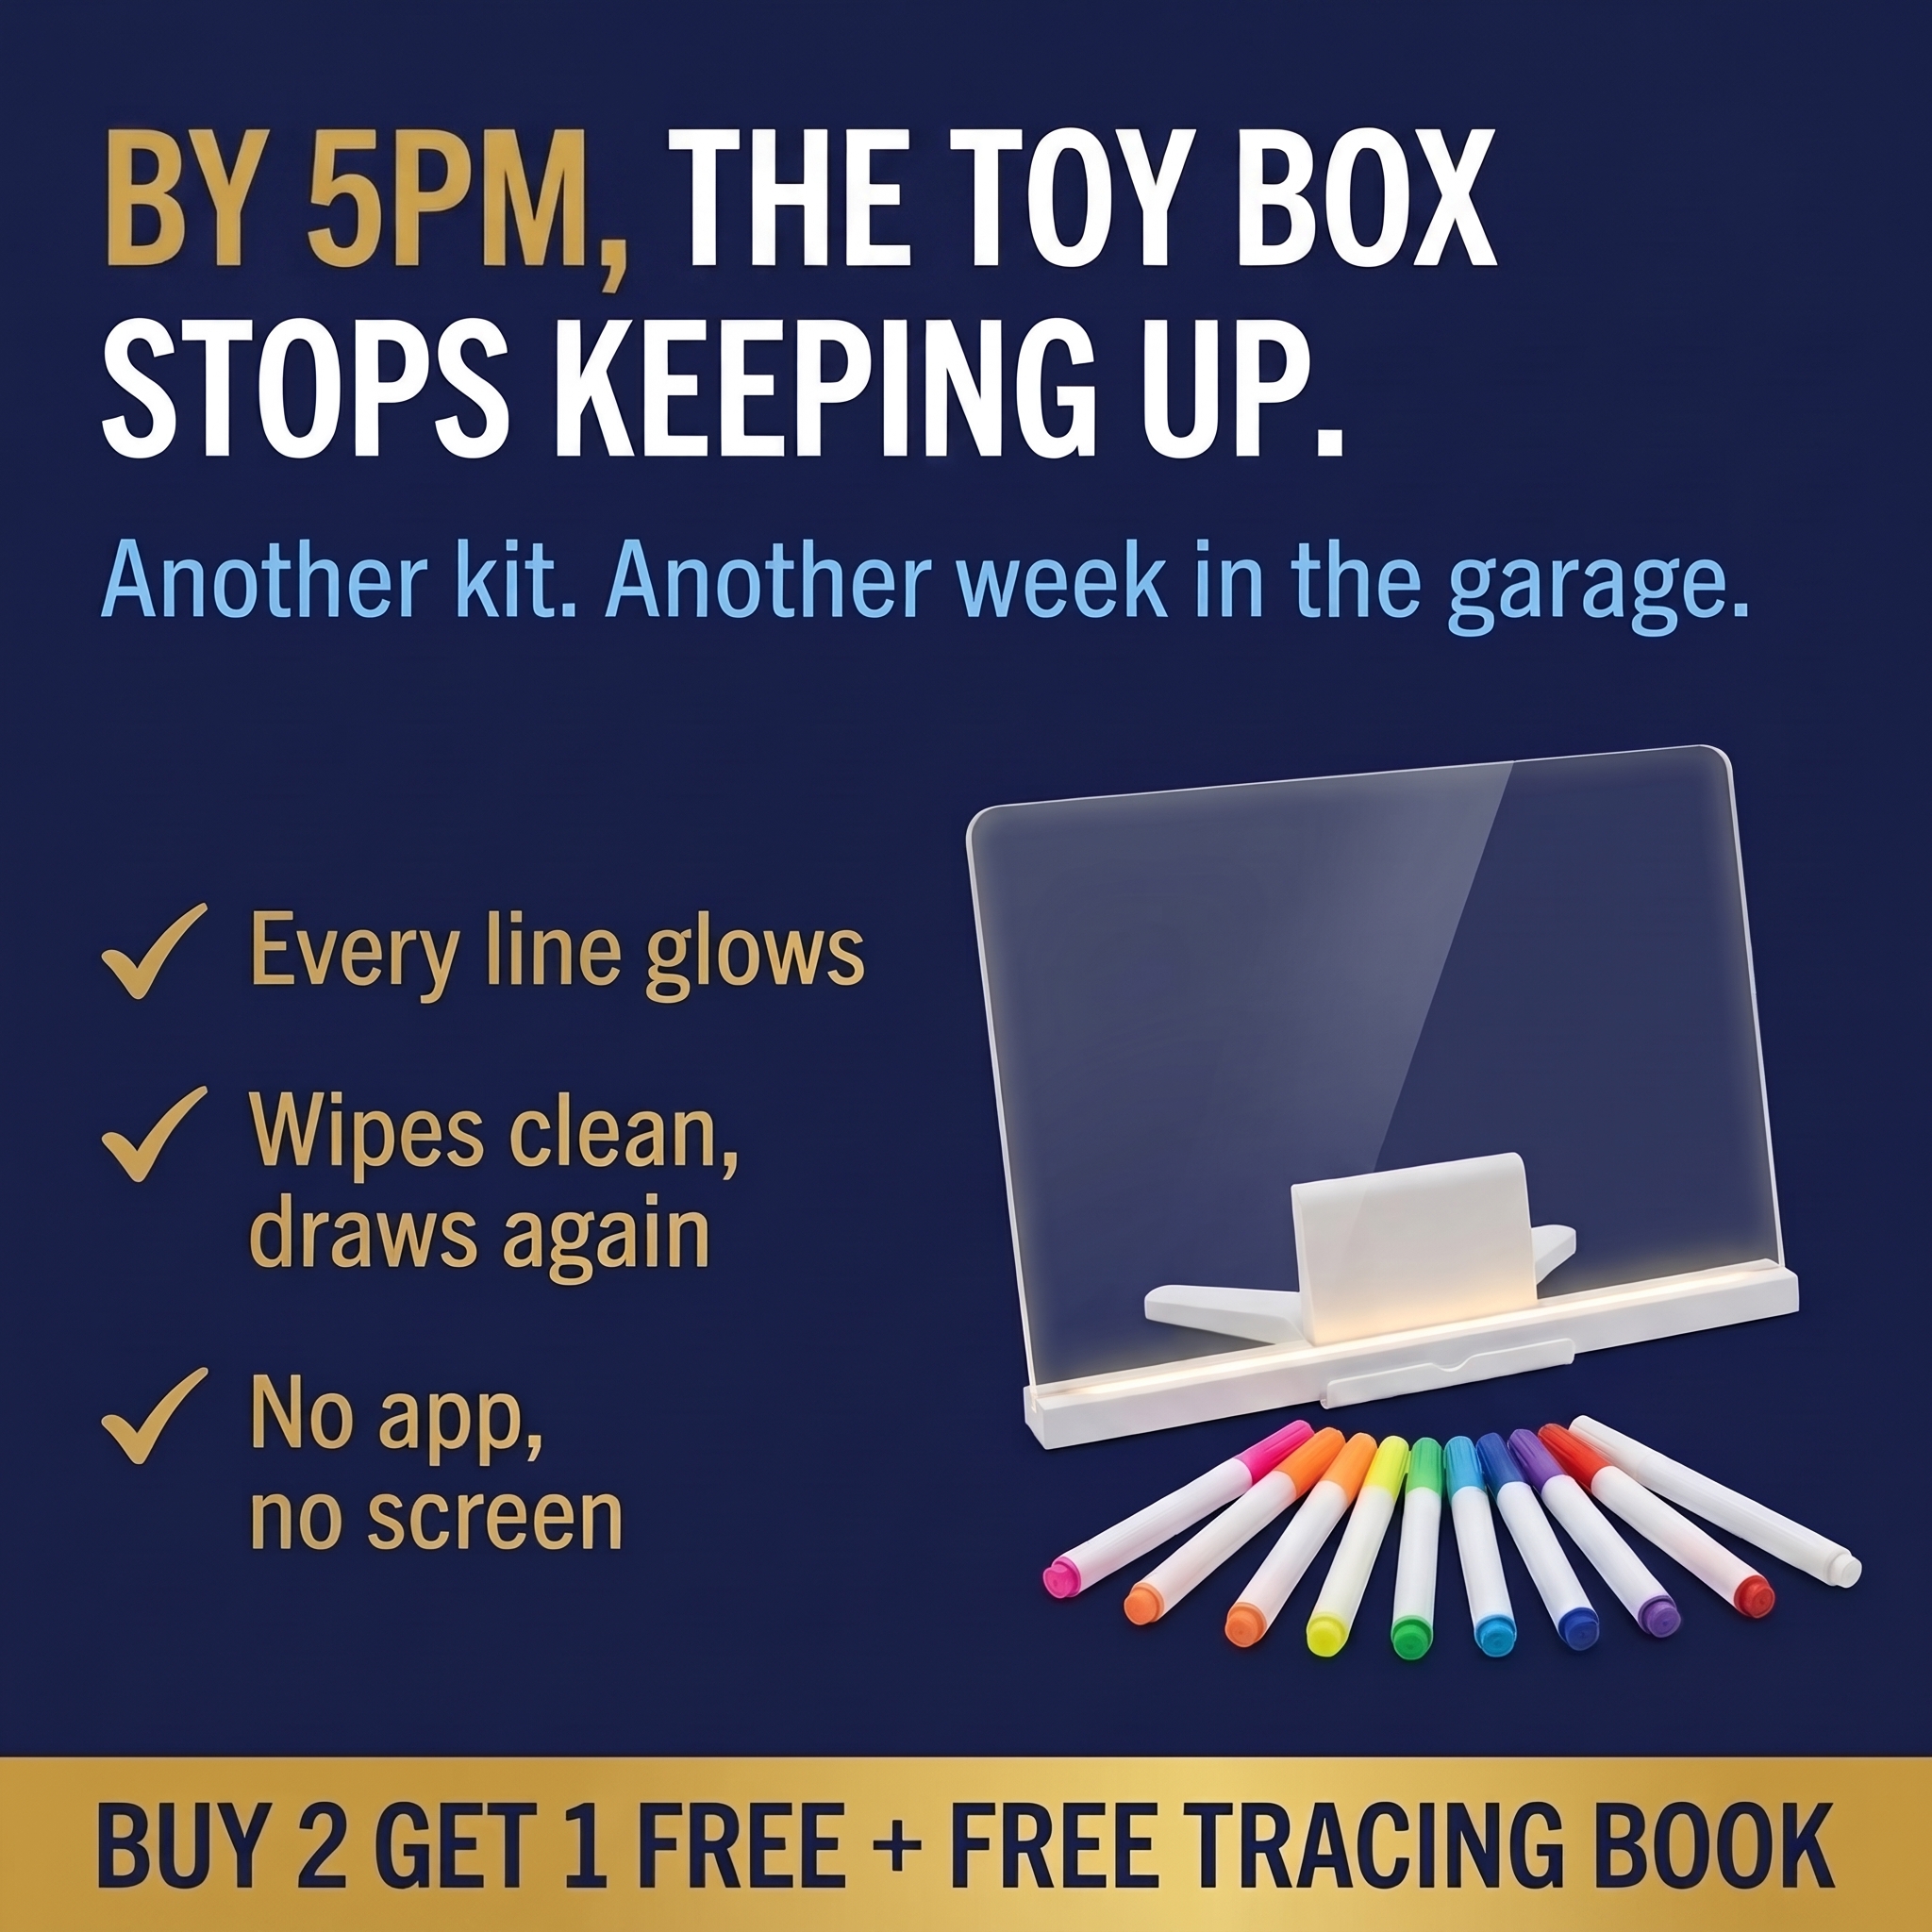 BY 5PM, THE TOY BOX
STOPS KEEPING UP.
Another kit. Another week in the garage.
Every line glows
Wipes clean,
draws again
No app,
no screen
BUY 2 GET 1 FREE + FREE TRACING BOOK